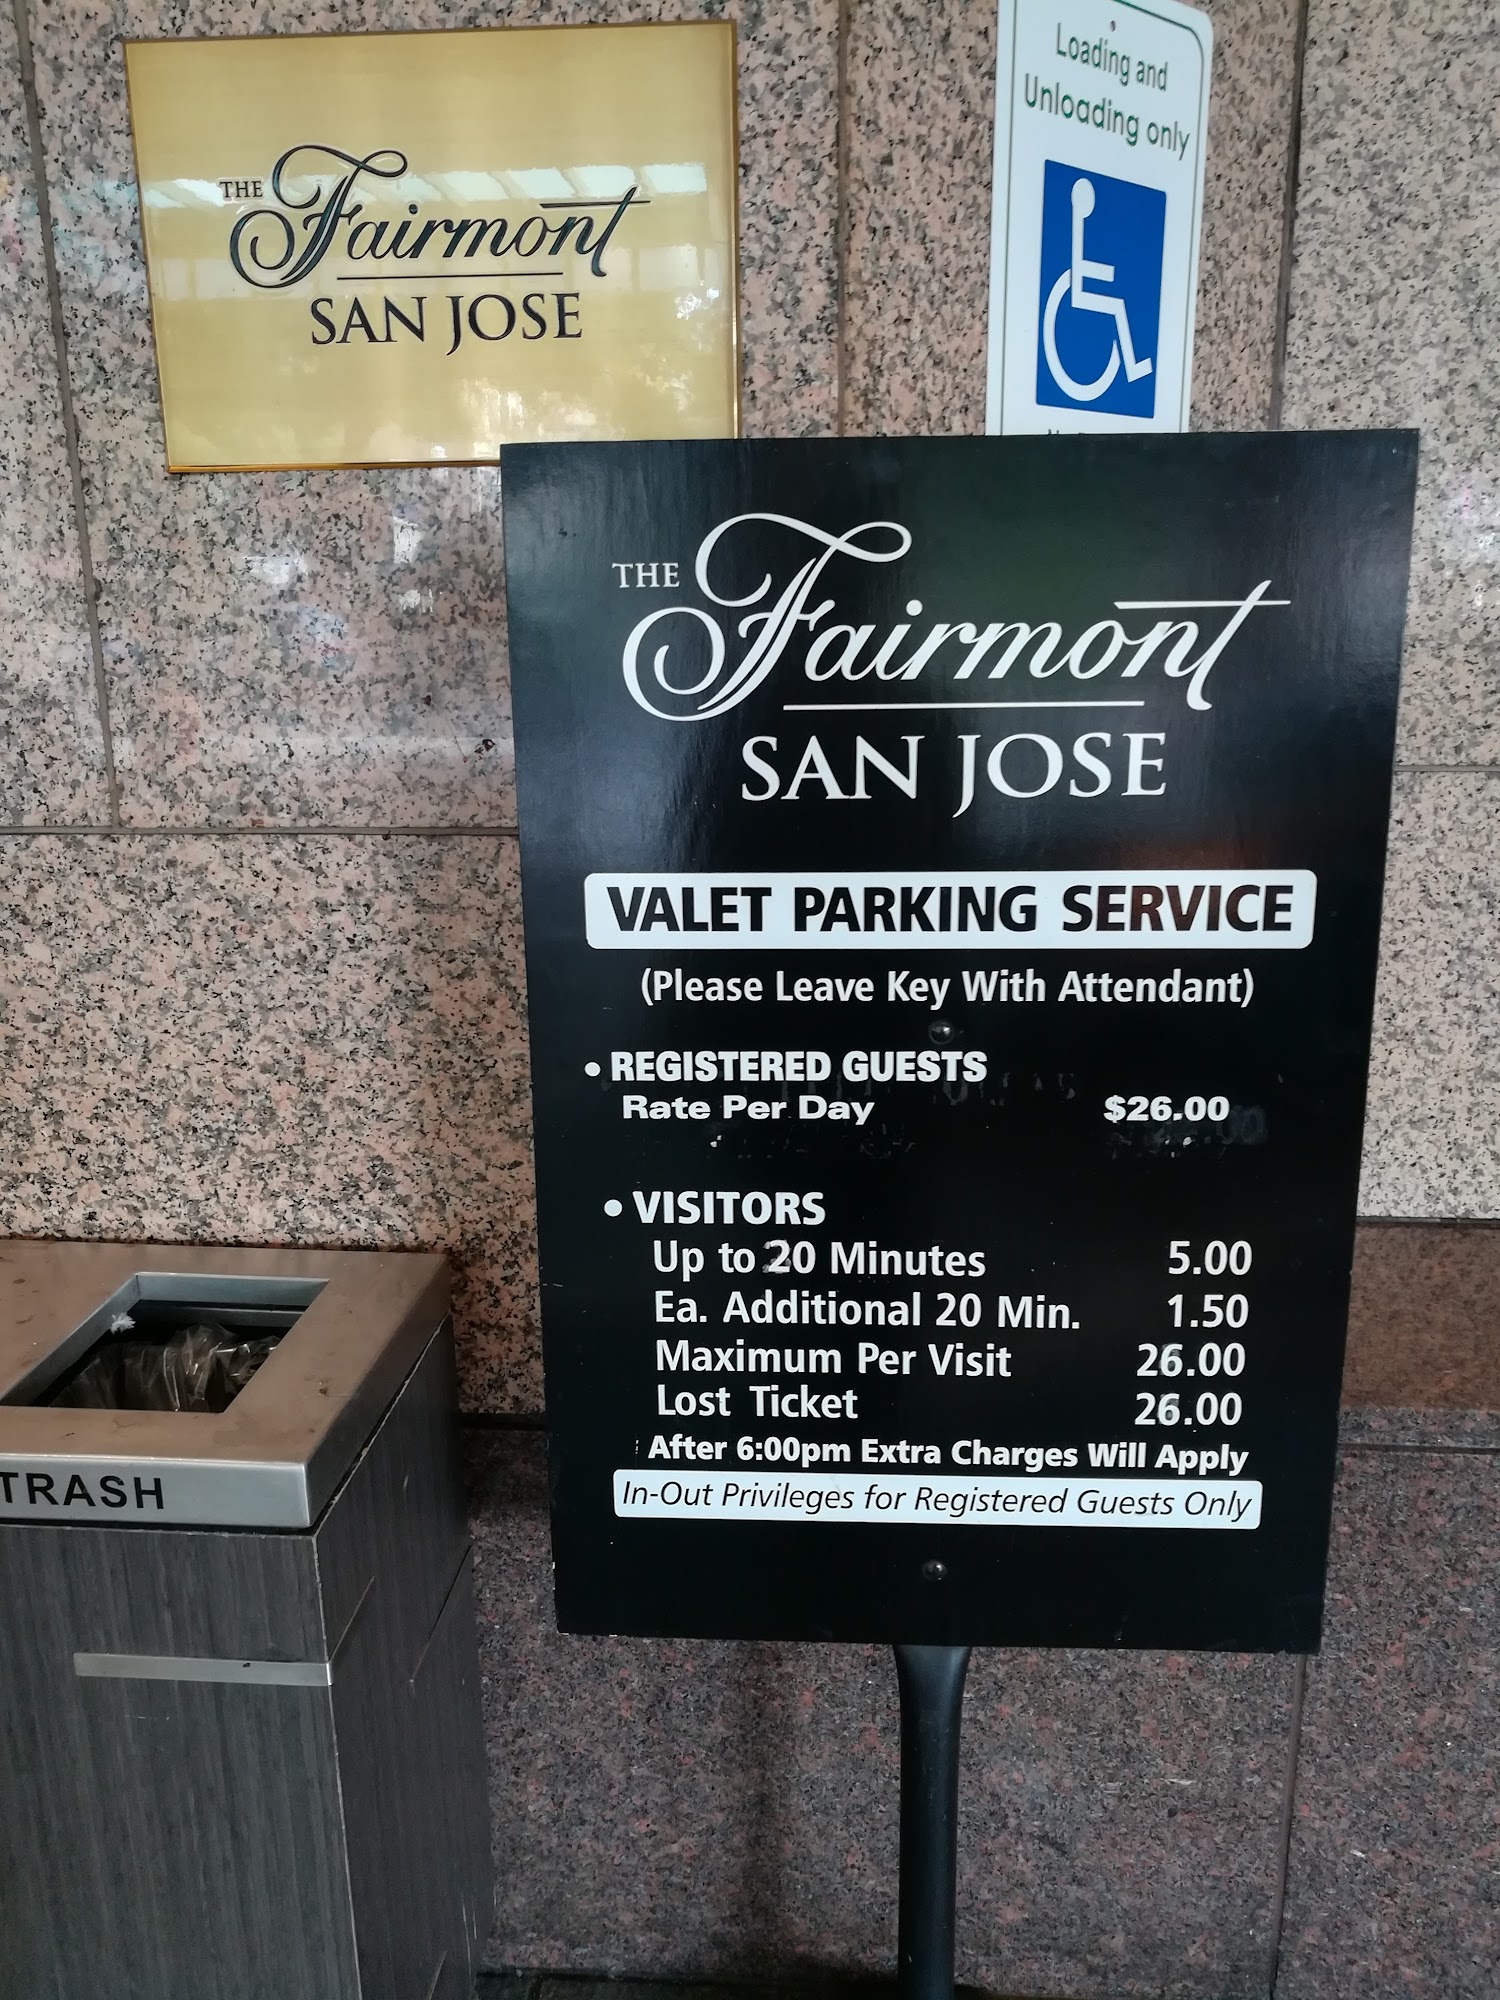 THE Fairmont
SAN JOSE
Loading and
Unloading only
THE Fairmont
SAN JOSE
VALET PARKING SERVICE
(Please Leave Key With Attendant)
• REGISTERED GUESTS
Rate Per Day $26.00
• VISITORS
Up to 20 Minutes 5.00
Ea. Additional 20 Min. 1.50
Maximum Per Visit 26.00
Lost Ticket 26.00
After 6:00pm Extra Charges Will Apply
In-Out Privileges for Registered Guests Only
TRASH